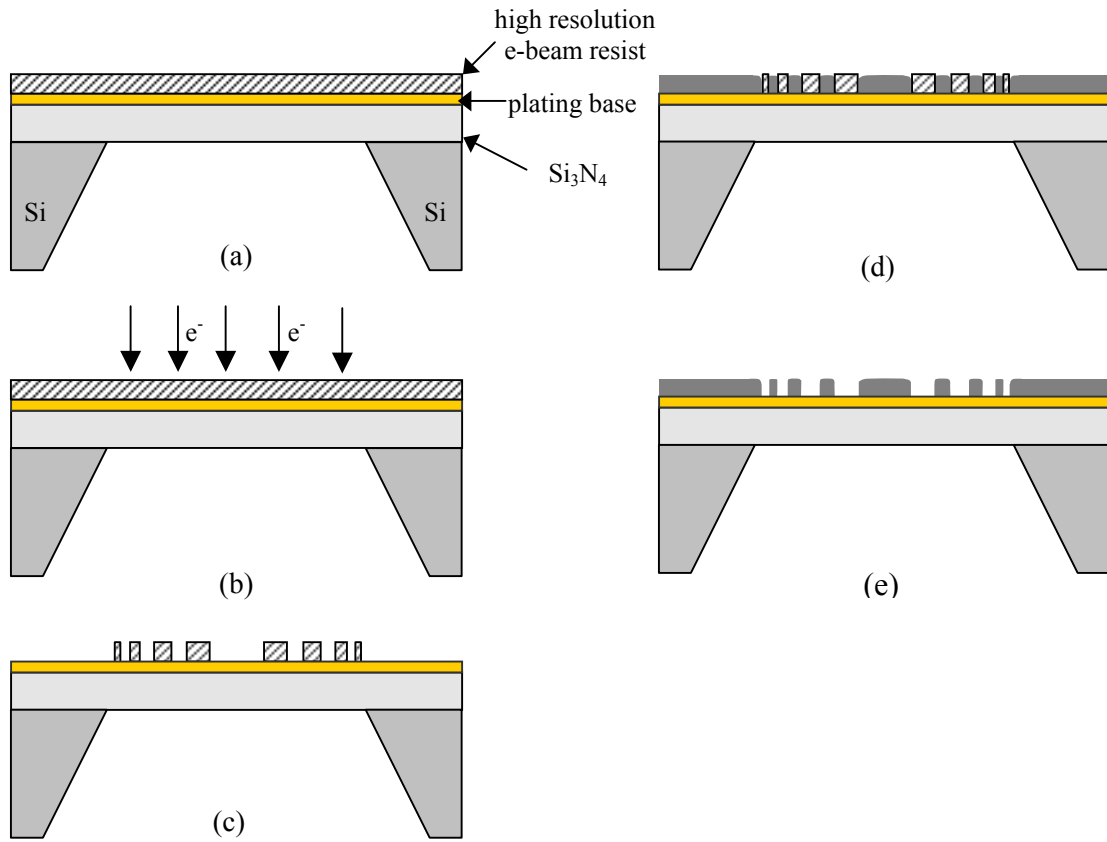 high resolution
e-beam resist
plating base
Si₃N₄
Si Si
(a)
e⁻ e⁻
(b)
(c)
(d)
(e)